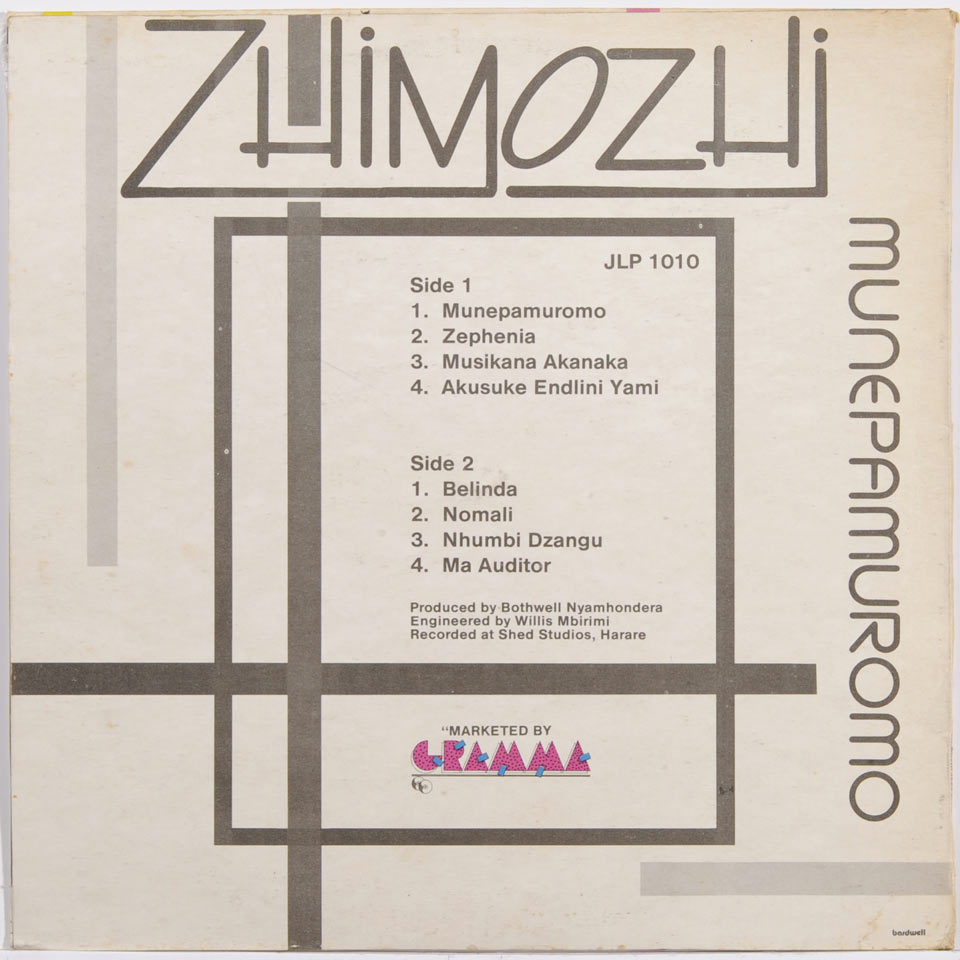 ZHiMOZHi
MUNEPAMUROMO
JLP 1010
Side 1
1. Munepamuromo
2. Zephenia
3. Musikana Akanaka
4. Akusuke Endlini Yami
Side 2
1. Belinda
2. Nomali
3. Nhumbi Dzangu
4. Ma Auditor
Produced by Bothwell Nyamhondera
Engineered by Willis Mbirimi
Recorded at Shed Studios, Harare
“MARKETED BY
GRAMMA
bardwell